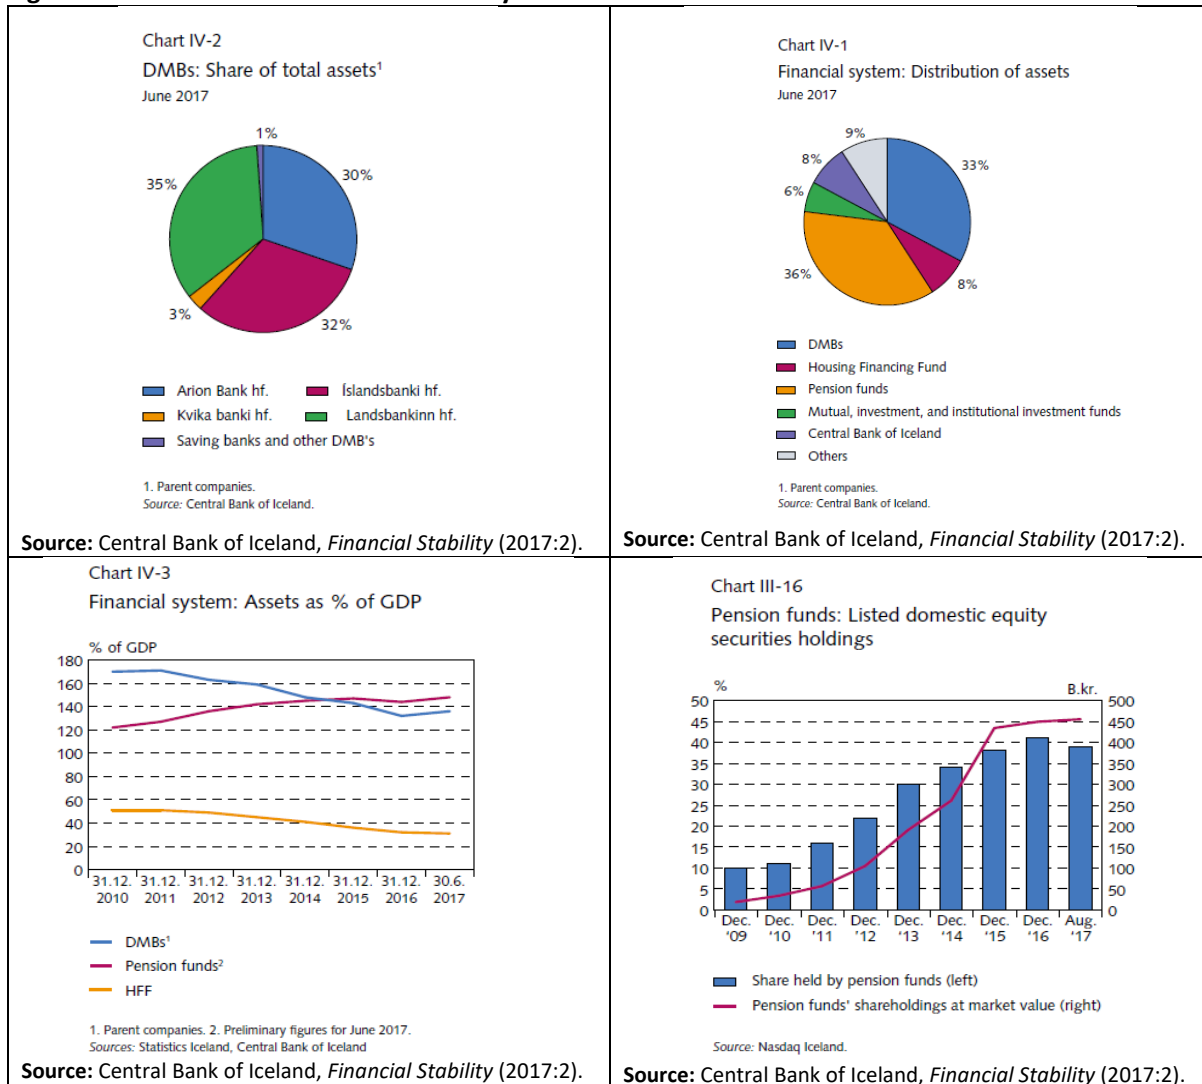 Chart IV-2
DMBs: Share of total assets¹
June 2017
1%
30%
35%
3%
32%
Arion Bank hf.
Íslandsbanki hf.
Kvika banki hf.
Landsbankinn hf.
Saving banks and other DMB's
1. Parent companies.
Source: Central Bank of Iceland.
Source: Central Bank of Iceland, Financial Stability (2017:2).
Chart IV-1
Financial system: Distribution of assets
June 2017
9%
8%
33%
6%
36%
8%
DMBs
Housing Financing Fund
Pension funds
Mutual, investment, and institutional investment funds
Central Bank of Iceland
Others
1. Parent companies.
Source: Central Bank of Iceland.
Source: Central Bank of Iceland, Financial Stability (2017:2).
Chart IV-3
Financial system: Assets as % of GDP
% of GDP
180
160
140
120
100
80
60
40
20
0
31.12. 31.12. 31.12. 31.12. 31.12. 31.12. 31.12. 30.6.
2010 2011 2012 2013 2014 2015 2016 2017
DMBs¹
Pension funds²
HFF
1. Parent companies. 2. Preliminary figures for June 2017.
Sources: Statistics Iceland, Central Bank of Iceland
Source: Central Bank of Iceland, Financial Stability (2017:2).
Chart III-16
Pension funds: Listed domestic equity
securities holdings
% B.kr.
50 500
45 450
40 400
35 350
30 300
25 250
20 200
15 150
10 100
5 50
0 0
Dec. Dec. Dec. Dec. Dec. Dec. Dec. Dec. Aug.
'09 '10 '11 '12 '13 '14 '15 '16 '17
Share held by pension funds (left)
Pension funds' shareholdings at market value (right)
Source: Nasdaq Iceland.
Source: Central Bank of Iceland, Financial Stability (2017:2).